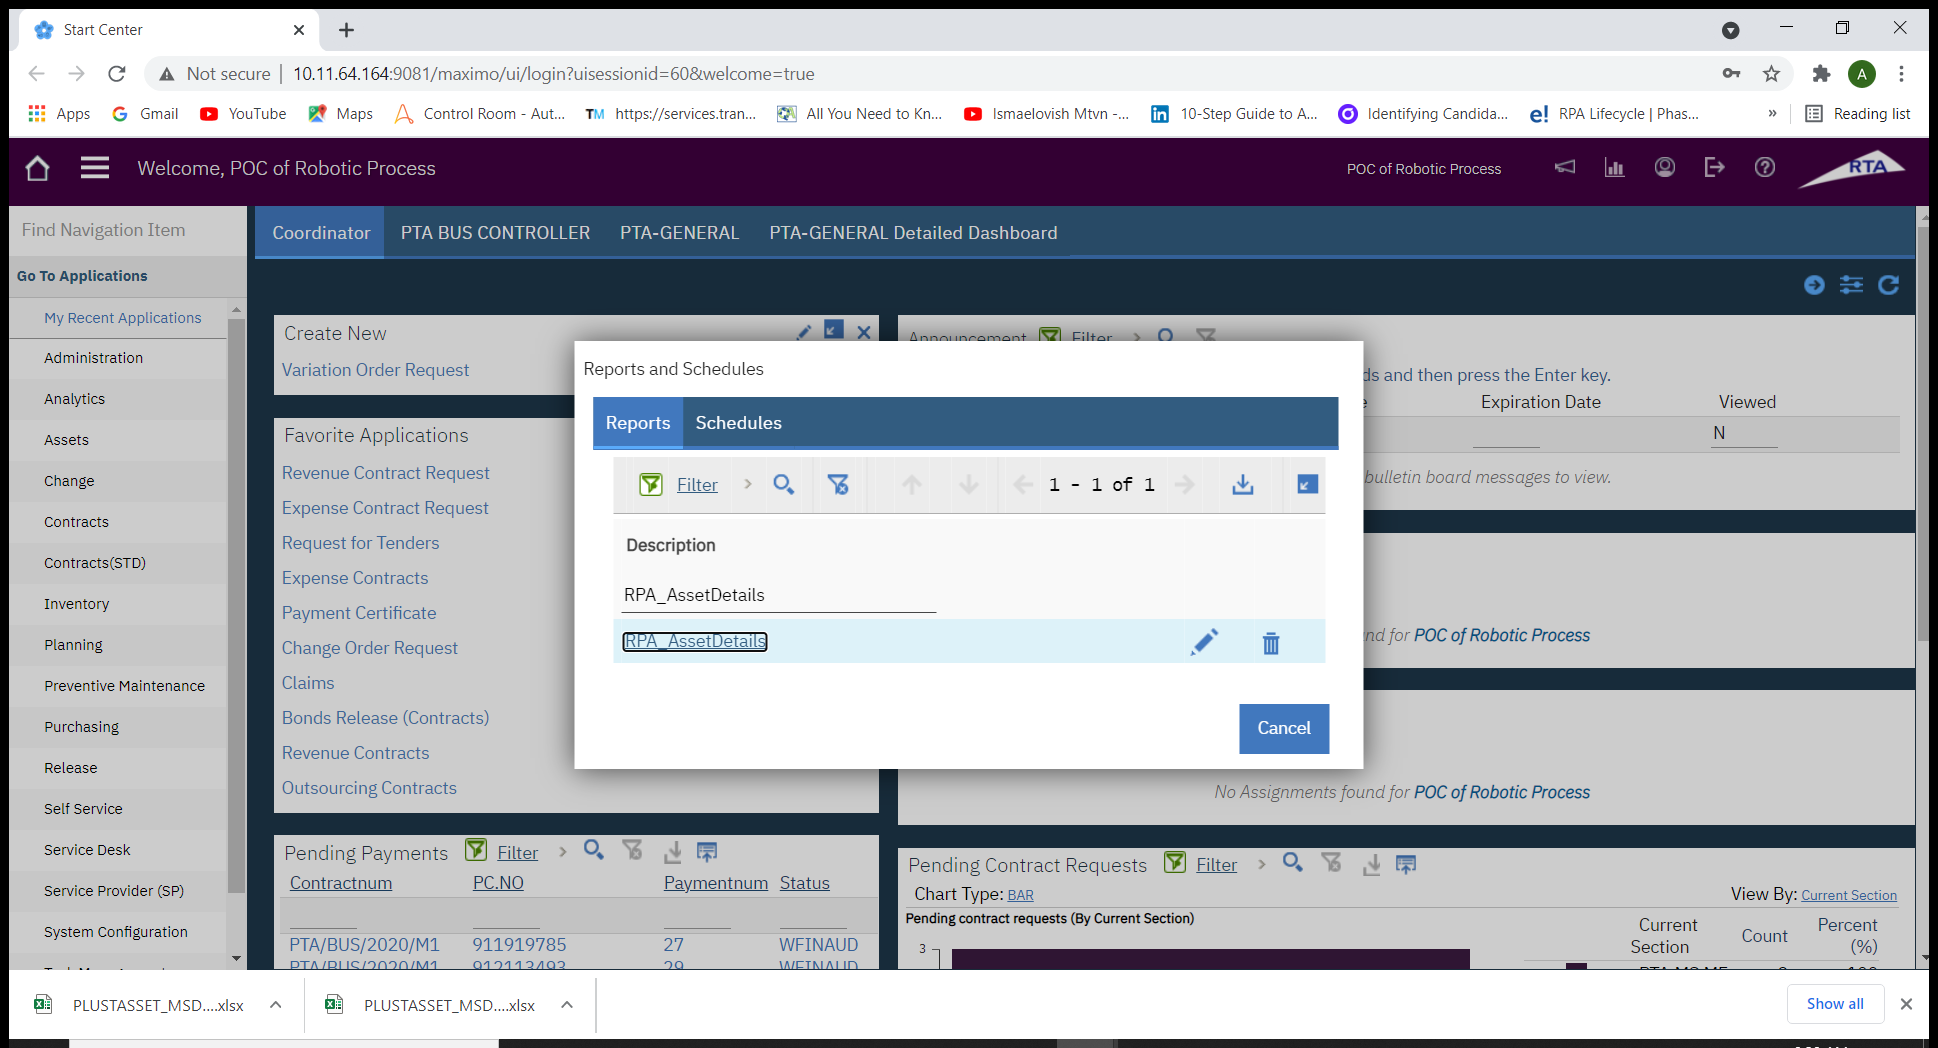 Start Center
Not secure | 10.11.64.164:9081/maximo/ui/login?uisessionid=60&welcome=true
A
Apps Gmail YouTube Maps Control Room - Aut... TM https://services.tran... All You Need to Kn... Ismaelovish Mtvn -... 10-Step Guide to A... Identifying Candida... RPA Lifecycle | Phas... » Reading list
Welcome, POC of Robotic Process
POC of Robotic Process
RTA
Find Navigation Item
Go To Applications
My Recent Applications
Administration
Analytics
Assets
Change
Contracts
Contracts(STD)
Inventory
Planning
Preventive Maintenance
Purchasing
Release
Self Service
Service Desk
Service Provider (SP)
System Configuration
Coordinator PTA BUS CONTROLLER PTA-GENERAL PTA-GENERAL Detailed Dashboard
Create New
Variation Order Request
Favorite Applications
Revenue Contract Request
Expense Contract Request
Request for Tenders
Expense Contracts
Payment Certificate
Change Order Request
Claims
Bonds Release (Contracts)
Revenue Contracts
Outsourcing Contracts
Pending Payments Filter
Contractnum PC.NO Paymentnum Status
PTA/BUS/2020/M1 911919785 27 WFINAUD
PTA/BUS/2020/M1 912113493 29 WFINAUD
Announcement Filter
ds and then press the Enter key.
Expiration Date Viewed
N
bulletin board messages to view.
nd for POC of Robotic Process
No Assignments found for POC of Robotic Process
Pending Contract Requests Filter
Chart Type: BAR View By: Current Section
Pending contract requests (By Current Section)
3
Current Section Count Percent (%)
Reports and Schedules
Reports Schedules
Filter 1 - 1 of 1
Description
RPA_AssetDetails
RPA_AssetDetails
Cancel
PLUSTASSET_MSD....xlsx PLUSTASSET_MSD....xlsx Show all